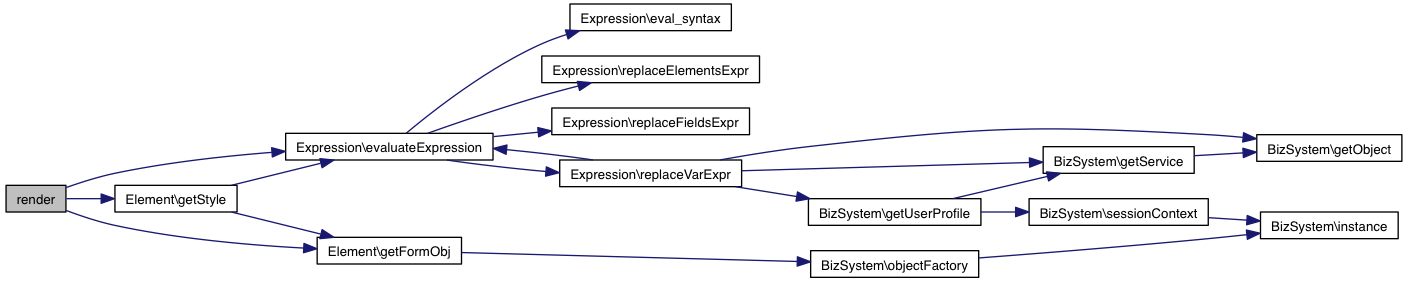 render
Element\getStyle
Expression\evaluateExpression
Element\getFormObj
Expression\eval_syntax
Expression\replaceElementsExpr
Expression\replaceFieldsExpr
Expression\replaceVarExpr
BizSystem\getUserProfile
BizSystem\objectFactory
BizSystem\getService
BizSystem\sessionContext
BizSystem\getObject
BizSystem\instance